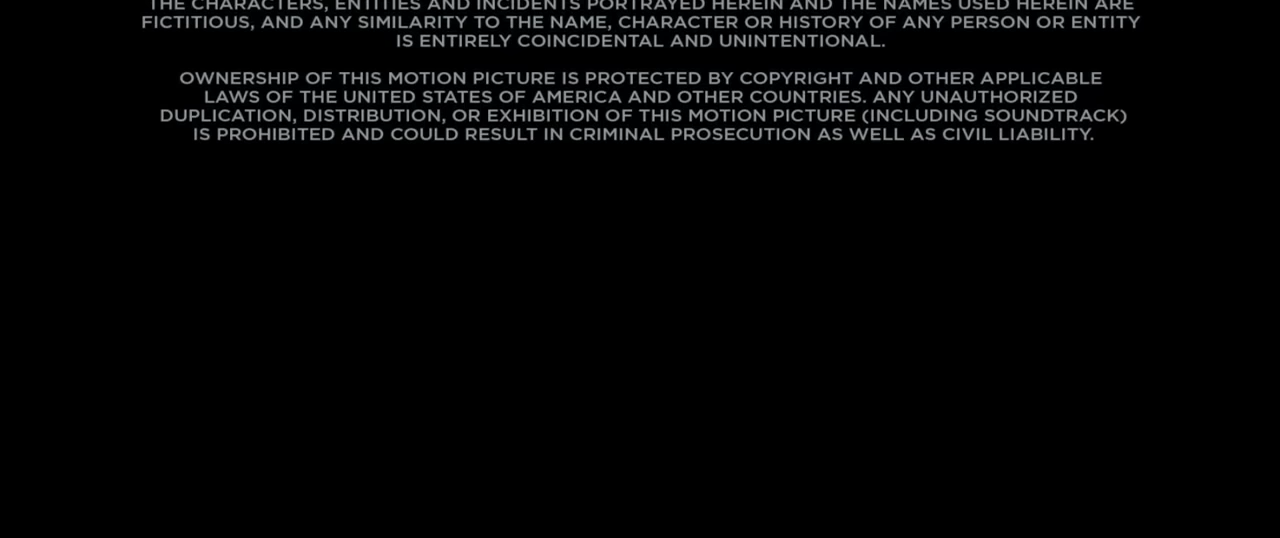 THE CHARACTERS, ENTITIES AND INCIDENTS PORTRAYED HEREIN AND THE NAMES USED HEREIN ARE
FICTITIOUS, AND ANY SIMILARITY TO THE NAME, CHARACTER OR HISTORY OF ANY PERSON OR ENTITY
IS ENTIRELY COINCIDENTAL AND UNINTENTIONAL.
OWNERSHIP OF THIS MOTION PICTURE IS PROTECTED BY COPYRIGHT AND OTHER APPLICABLE
LAWS OF THE UNITED STATES OF AMERICA AND OTHER COUNTRIES. ANY UNAUTHORIZED
DUPLICATION, DISTRIBUTION, OR EXHIBITION OF THIS MOTION PICTURE (INCLUDING SOUNDTRACK)
IS PROHIBITED AND COULD RESULT IN CRIMINAL PROSECUTION AS WELL AS CIVIL LIABILITY.